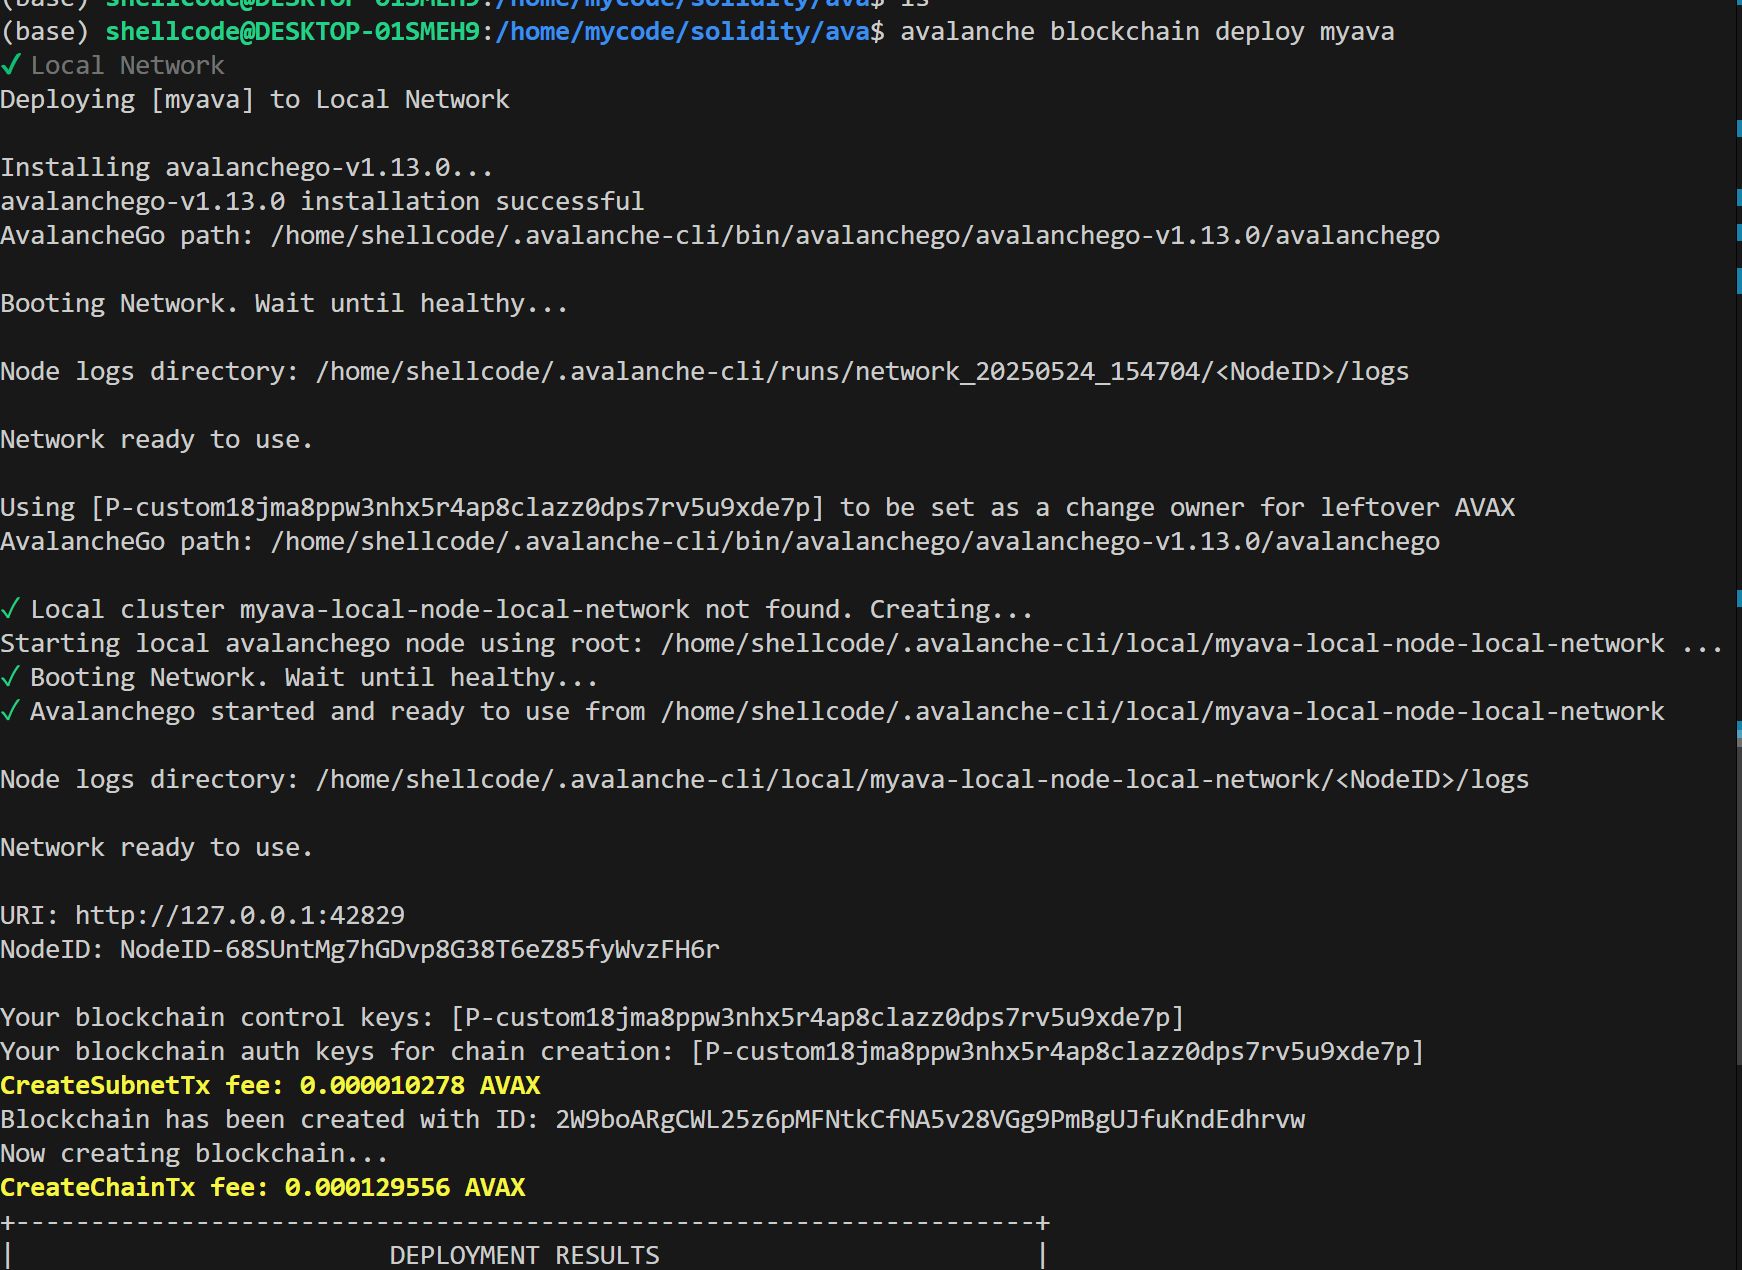 (base) shellcode@DESKTOP-01SMEH9:/home/mycode/solidity/ava$ ls
(base) shellcode@DESKTOP-01SMEH9:/home/mycode/solidity/ava$ avalanche blockchain deploy myava
✓ Local Network
Deploying [myava] to Local Network
Installing avalanchego-v1.13.0...
avalanchego-v1.13.0 installation successful
AvalancheGo path: /home/shellcode/.avalanche-cli/bin/avalanchego/avalanchego-v1.13.0/avalanchego
Booting Network. Wait until healthy...
Node logs directory: /home/shellcode/.avalanche-cli/runs/network_20250524_154704/<NodeID>/logs
Network ready to use.
Using [P-custom18jma8ppw3nhx5r4ap8clazz0dps7rv5u9xde7p] to be set as a change owner for leftover AVAX
AvalancheGo path: /home/shellcode/.avalanche-cli/bin/avalanchego/avalanchego-v1.13.0/avalanchego
✓ Local cluster myava-local-node-local-network not found. Creating...
Starting local avalanchego node using root: /home/shellcode/.avalanche-cli/local/myava-local-node-local-network ...
✓ Booting Network. Wait until healthy...
✓ Avalanchego started and ready to use from /home/shellcode/.avalanche-cli/local/myava-local-node-local-network
Node logs directory: /home/shellcode/.avalanche-cli/local/myava-local-node-local-network/<NodeID>/logs
Network ready to use.
URI: http://127.0.0.1:42829
NodeID: NodeID-68SUntMg7hGDvp8G38T6eZ85fyWvzFH6r
Your blockchain control keys: [P-custom18jma8ppw3nhx5r4ap8clazz0dps7rv5u9xde7p]
Your blockchain auth keys for chain creation: [P-custom18jma8ppw3nhx5r4ap8clazz0dps7rv5u9xde7p]
CreateSubnetTx fee: 0.000010278 AVAX
Blockchain has been created with ID: 2W9boARgCWL25z6pMFNtkCfNA5v28VGg9PmBgUJfuKndEdhrvw
Now creating blockchain...
CreateChainTx fee: 0.000129556 AVAX
+--------------------------------------------------------------------+
| DEPLOYMENT RESULTS |